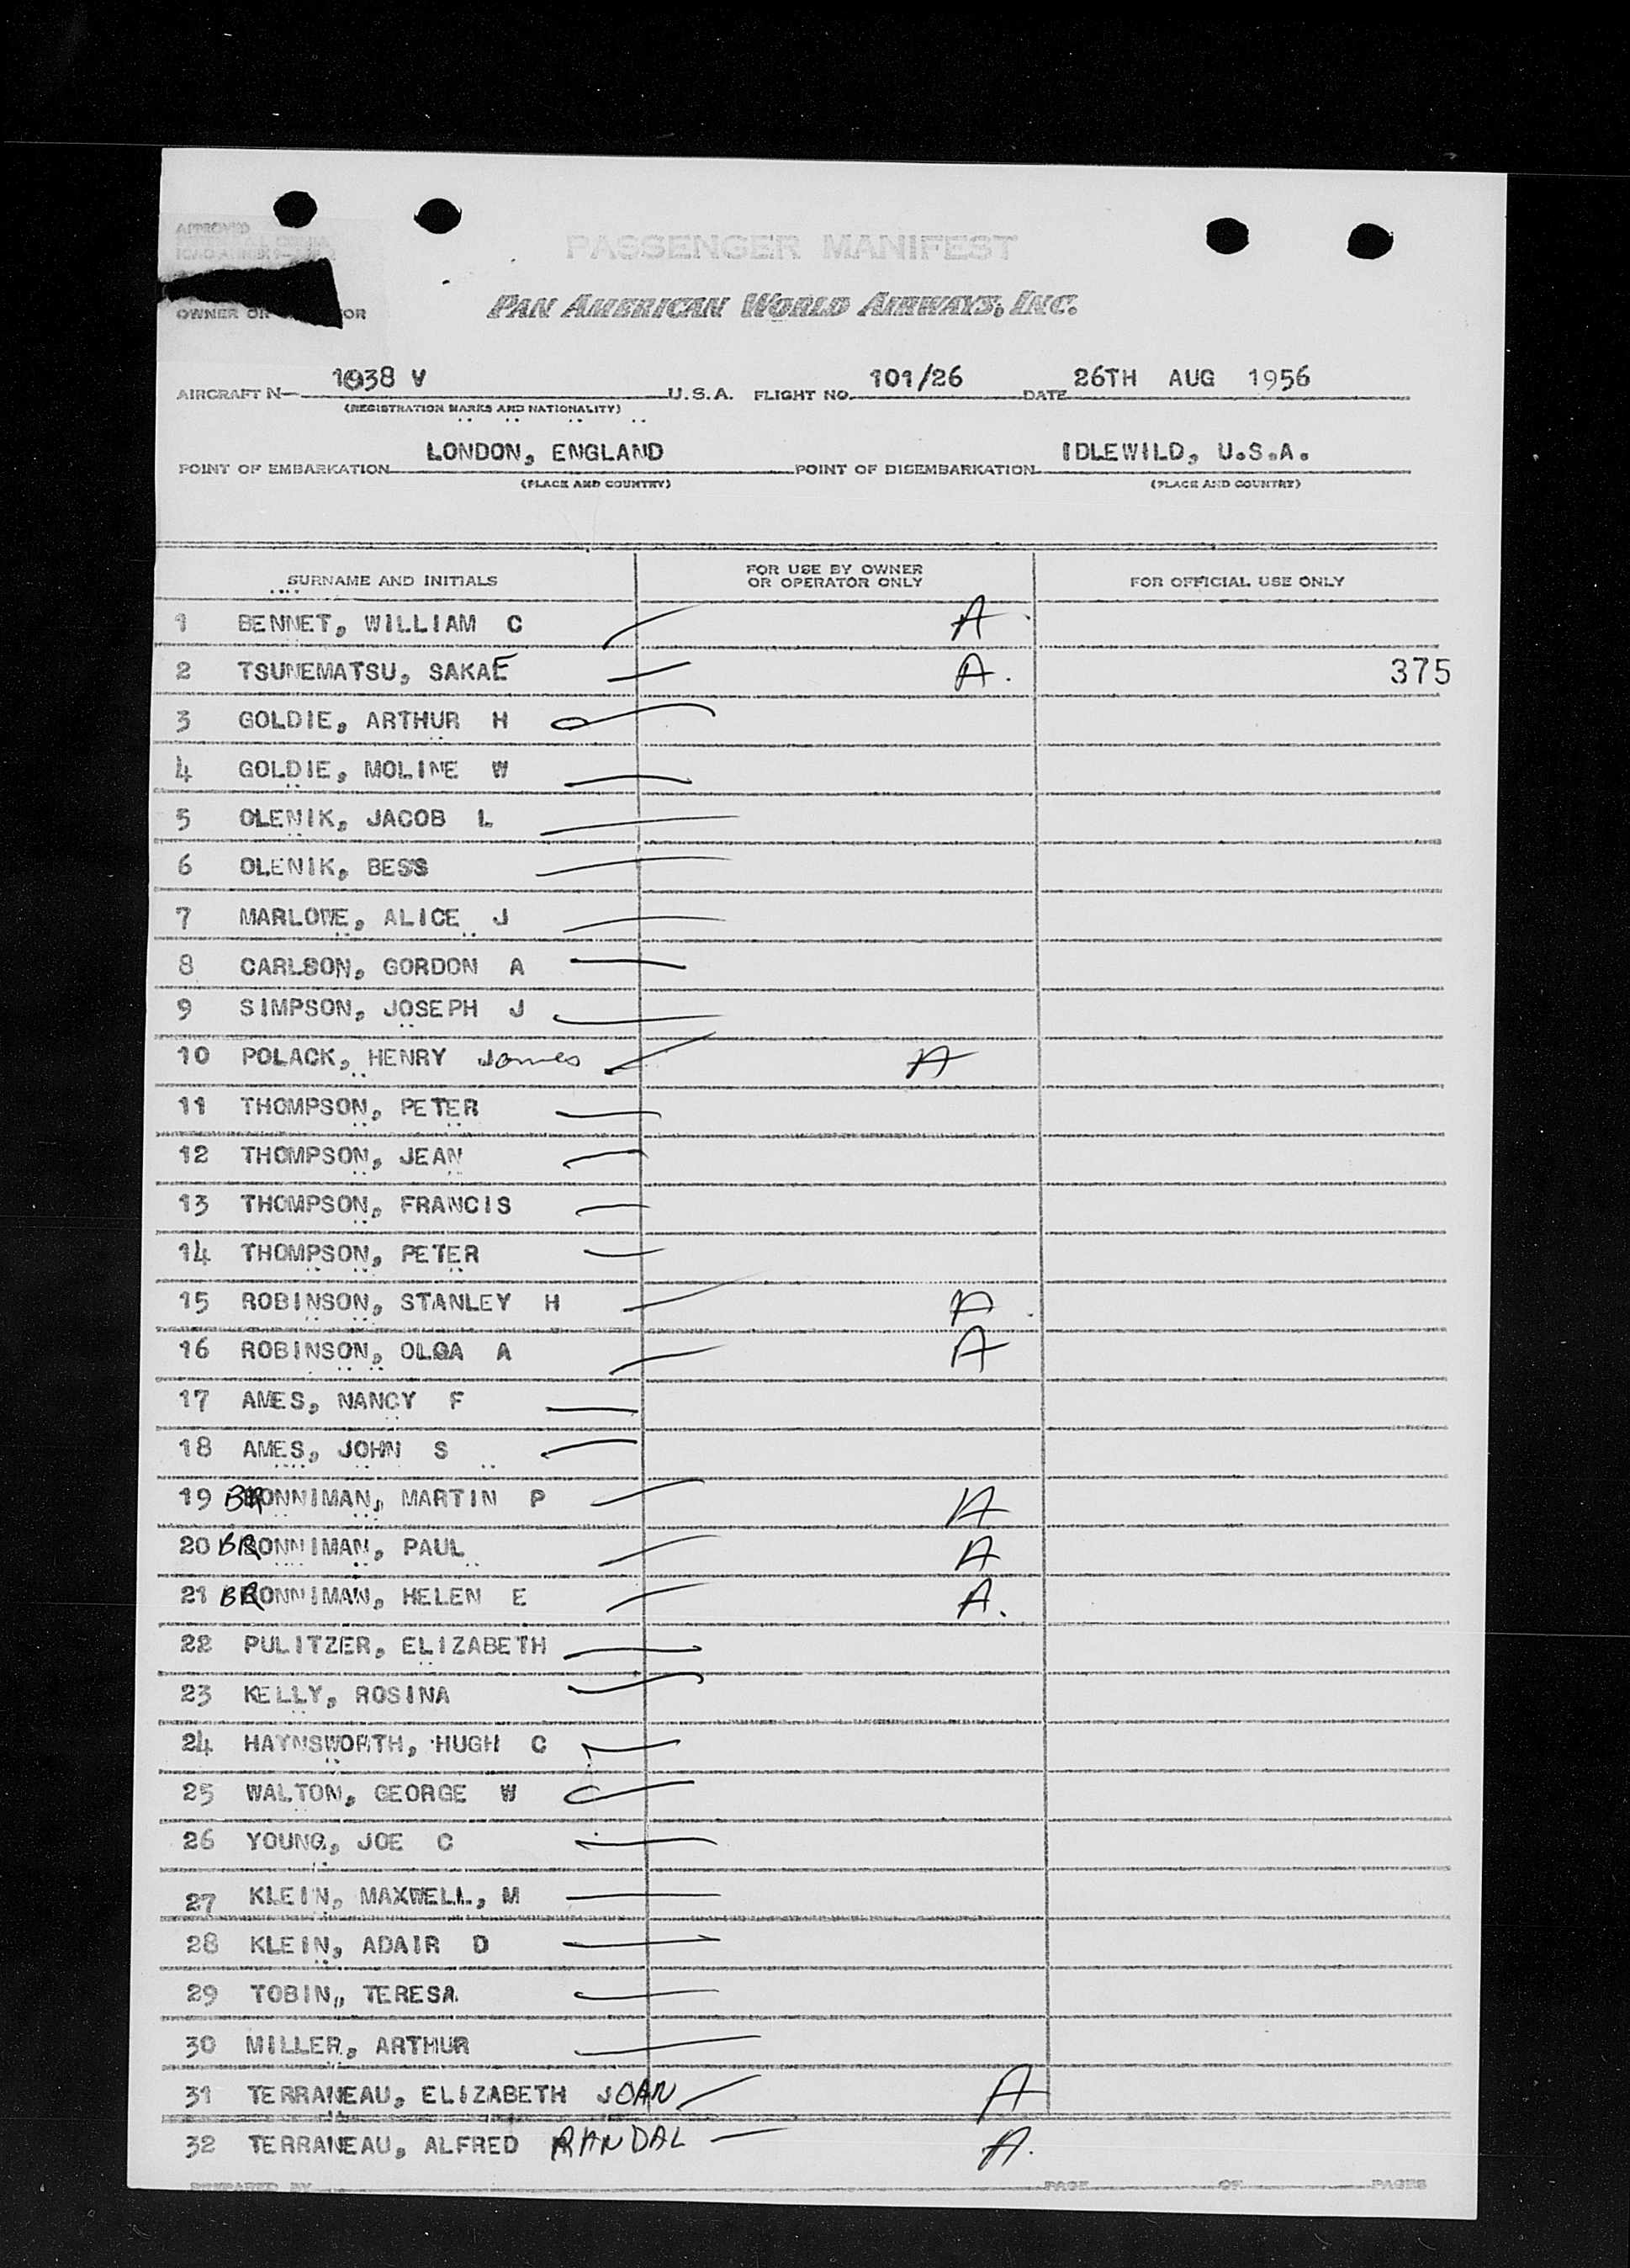 APPROVED
PASSENGER MANIFEST
OWNER OR
PAN AMERICAN WORLD AIRWAYS, INC.
AIRCRAFT N— 1038 V U.S.A. FLIGHT NO. 101/26 DATE 26TH AUG 1956
(REGISTRATION MARKS AND NATIONALITY)
POINT OF EMBARKATION LONDON, ENGLAND POINT OF DISEMBARKATION IDLEWILD, U.S.A.
(PLACE AND COUNTRY) (PLACE AND COUNTRY)
SURNAME AND INITIALS FOR USE BY OWNER OR OPERATOR ONLY FOR OFFICIAL USE ONLY
1 BENNET, WILLIAM C A
2 TSUNEMATSU, SAKAE A. 375
3 GOLDIE, ARTHUR H
4 GOLDIE, MOLINE W
5 OLENIK, JACOB L
6 OLENIK, BESS
7 MARLOWE, ALICE J
8 CARLSON, GORDON A
9 SIMPSON, JOSEPH J
10 POLACK, HENRY James A
11 THOMPSON, PETER
12 THOMPSON, JEAN
13 THOMPSON, FRANCIS
14 THOMPSON, PETER
15 ROBINSON, STANLEY H A
16 ROBINSON, OLGA A A
17 AMES, NANCY F
18 AMES, JOHN S
19 BRONNIMAN, MARTIN P A
20 BRONNIMAN, PAUL A
21 BRONNIMAN, HELEN E A.
22 PULITZER, ELIZABETH
23 KELLY, ROSINA
24 HAYNSWORTH, HUGH C
25 WALTON, GEORGE W
26 YOUNG, JOE C
27 KLEIN, MAXWELL, M
28 KLEIN, ADAIR D
29 TOBIN, TERESA
30 MILLER, ARTHUR
31 TERRANEAU, ELIZABETH JOAN A
32 TERRANEAU, ALFRED RANDAL A.
PREPARED BY PAGE OF PAGES